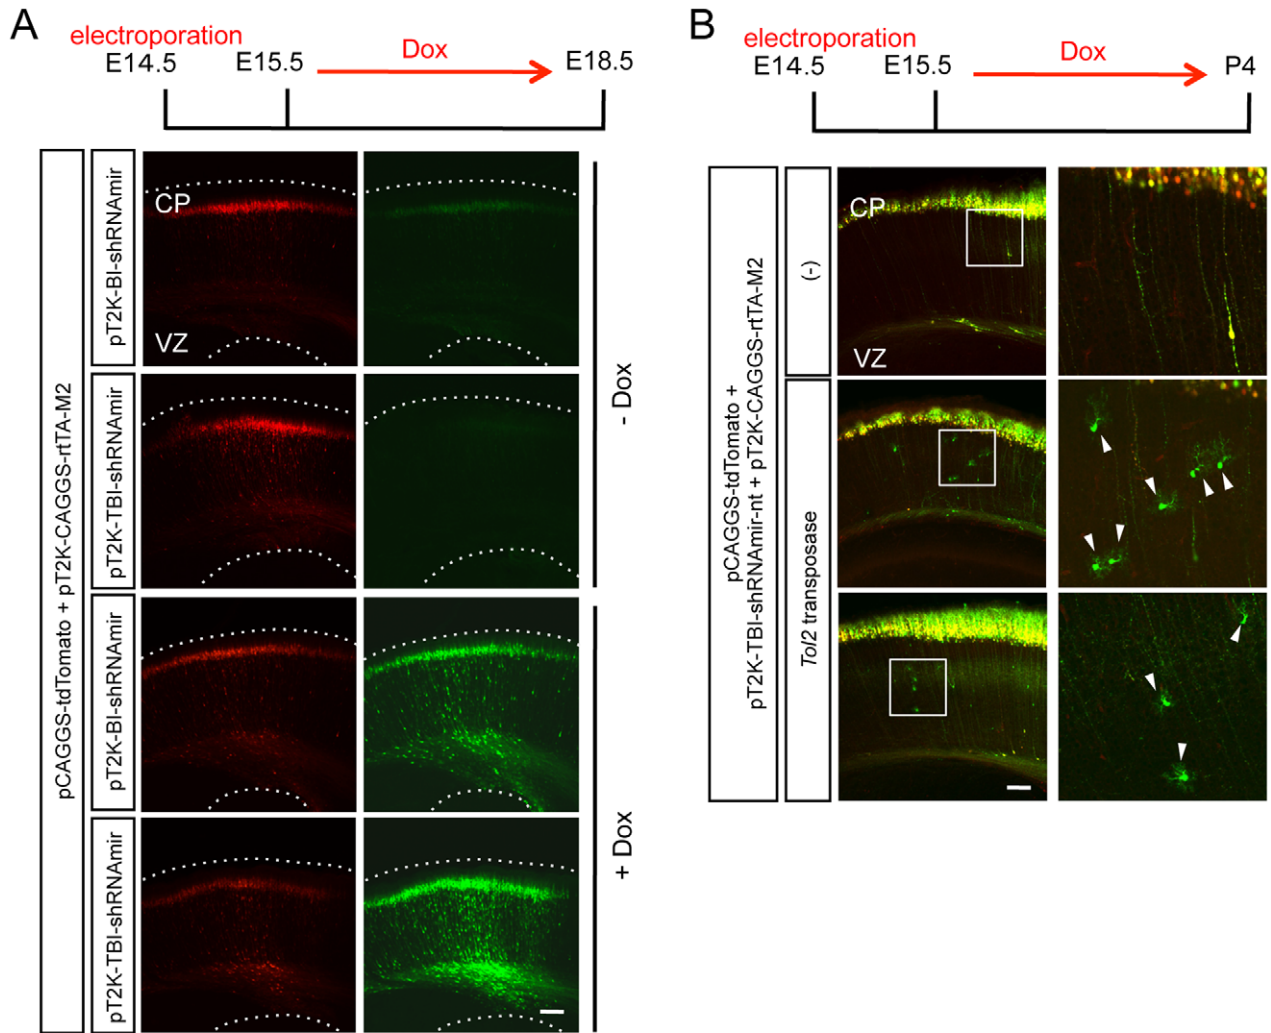 A
electroporation
E14.5
E15.5
Dox
E18.5
pCAGGS-tdTomato + pT2K-CAGGS-rtTA-M2
pT2K-BI-shRNAmir
CP
VZ
pT2K-TBI-shRNAmir
- Dox
pT2K-BI-shRNAmir
pT2K-TBI-shRNAmir
+ Dox
B
electroporation
E14.5
E15.5
Dox
P4
pCAGGS-tdTomato +
pT2K-TBI-shRNAmir-nt + pT2K-CAGGS-rtTA-M2
(-)
CP
VZ
Tol2 transposase